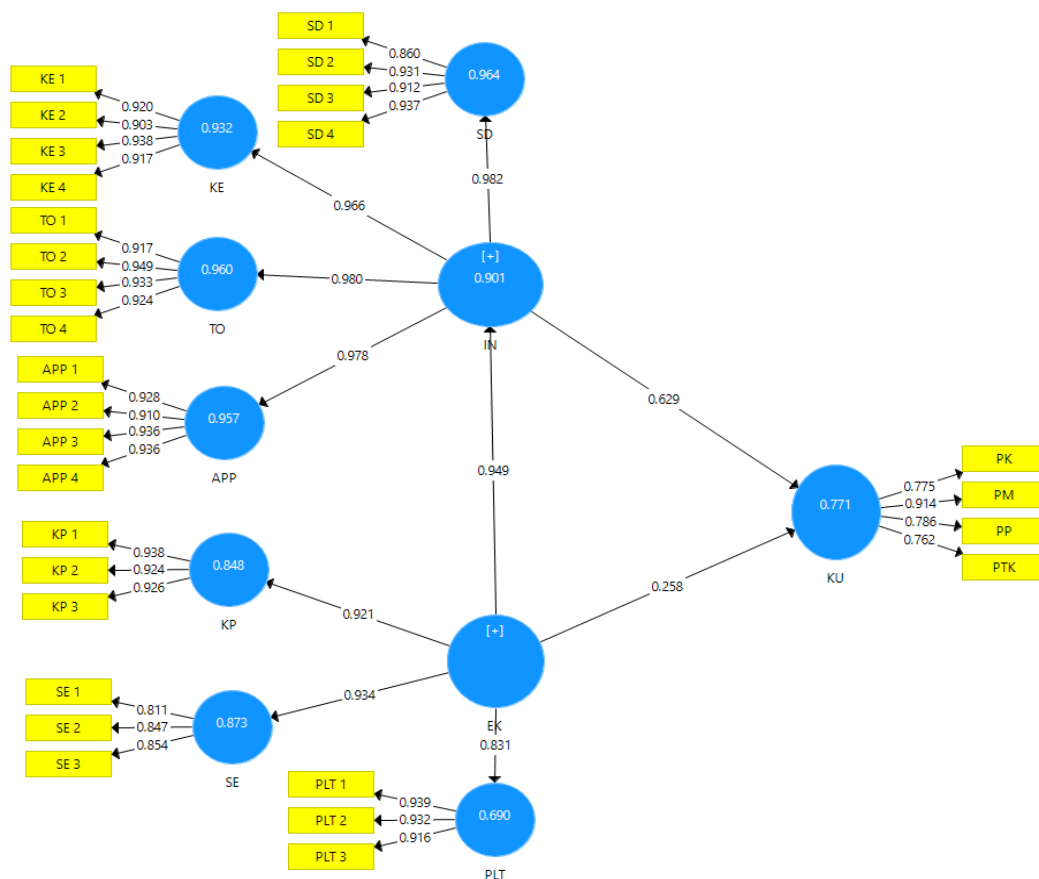 SD 1
SD 2
SD 3
SD 4
0.860
0.931
0.912
0.937
0.964
SD
KE 1
KE 2
KE 3
KE 4
0.920
0.903
0.938
0.917
0.932
KE
0.982
0.966
TO 1
TO 2
TO 3
TO 4
0.917
0.949
0.933
0.924
0.960
TO
0.980
[+]
0.901
IN
APP 1
APP 2
APP 3
APP 4
0.928
0.910
0.936
0.936
0.957
APP
0.978
0.629
0.949
PK
PM
PP
PTK
0.775
0.914
0.786
0.762
0.771
KU
KP 1
KP 2
KP 3
0.938
0.924
0.926
0.848
KP
0.921
0.258
[+]
EK
SE 1
SE 2
SE 3
0.811
0.847
0.854
0.873
SE
0.934
0.831
PLT 1
PLT 2
PLT 3
0.939
0.932
0.916
0.690
PLT